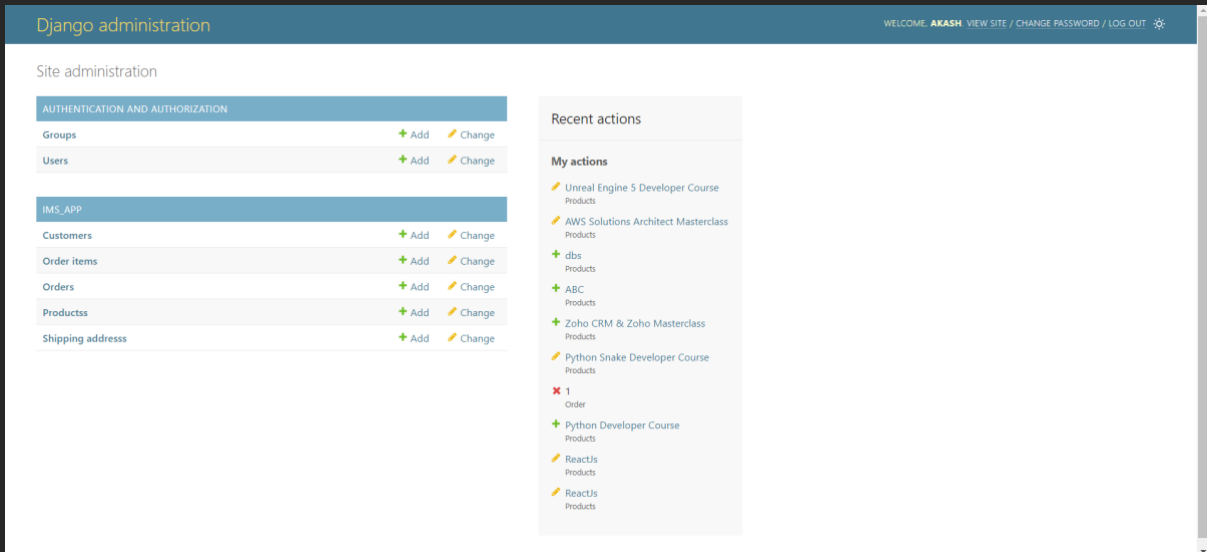 Django administration
WELCOME, AKASH. VIEW SITE / CHANGE PASSWORD / LOG OUT
Site administration
AUTHENTICATION AND AUTHORIZATION
Groups Add Change
Users Add Change
IMS_APP
Customers Add Change
Order items Add Change
Orders Add Change
Productss Add Change
Shipping addresss Add Change
Recent actions
My actions
Unreal Engine 5 Developer Course
Products
AWS Solutions Architect Masterclass
Products
dbs
Products
ABC
Products
Zoho CRM & Zoho Masterclass
Products
Python Snake Developer Course
Products
1
Order
Python Developer Course
Products
ReactJs
Products
ReactJs
Products